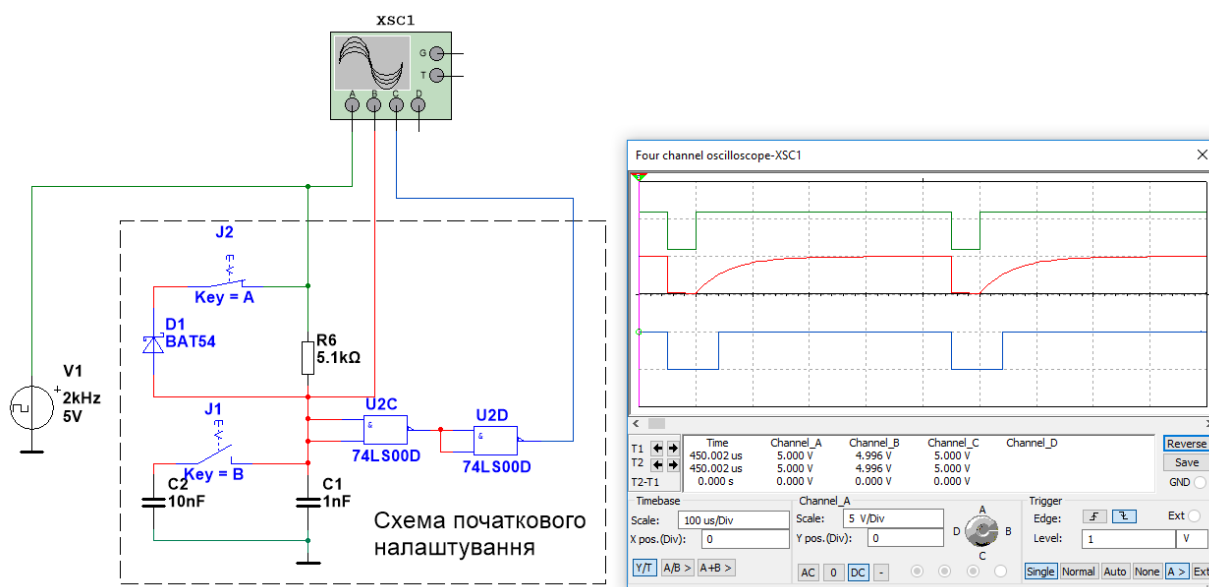 XSC1
G
T
A B C D
J2
Key = A
D1
BAT54
R6
5.1kΩ
V1
+
2kHz
5V
U2C
&
74LS00D
U2D
&
74LS00D
J1
Key = B
C2
10nF
C1
1nF
Схема початкового
налаштування
Four channel oscilloscope-XSC1
Time Channel_A Channel_B Channel_C Channel_D
T1 450.002 us 5.000 V 4.996 V 5.000 V
T2 450.002 us 5.000 V 4.996 V 5.000 V
T2-T1 0.000 s 0.000 V 0.000 V 0.000 V
Reverse
Save
GND
Timebase
Scale: 100 us/Div
X pos.(Div): 0
Y/T A/B > A+B >
Channel_A
Scale: 5 V/Div
Y pos.(Div): 0
AC 0 DC -
A
B
C
D
Trigger
Edge: Ext
Level: 1 V
Single Normal Auto None A > Ext